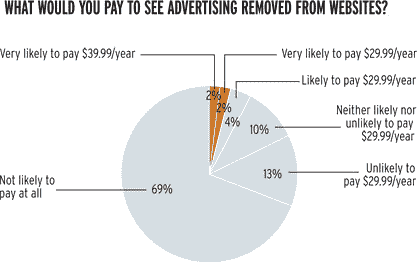 WHAT WOULD YOU PAY TO SEE ADVERTISING REMOVED FROM WEBSITES?
Very likely to pay $39.99/year
Very likely to pay $29.99/year
Likely to pay $29.99/year
Neither likely nor
unlikely to pay
$29.99/year
Unlikely to
pay $29.99/year
Not likely to
pay at all
2%
2%
4%
10%
13%
69%